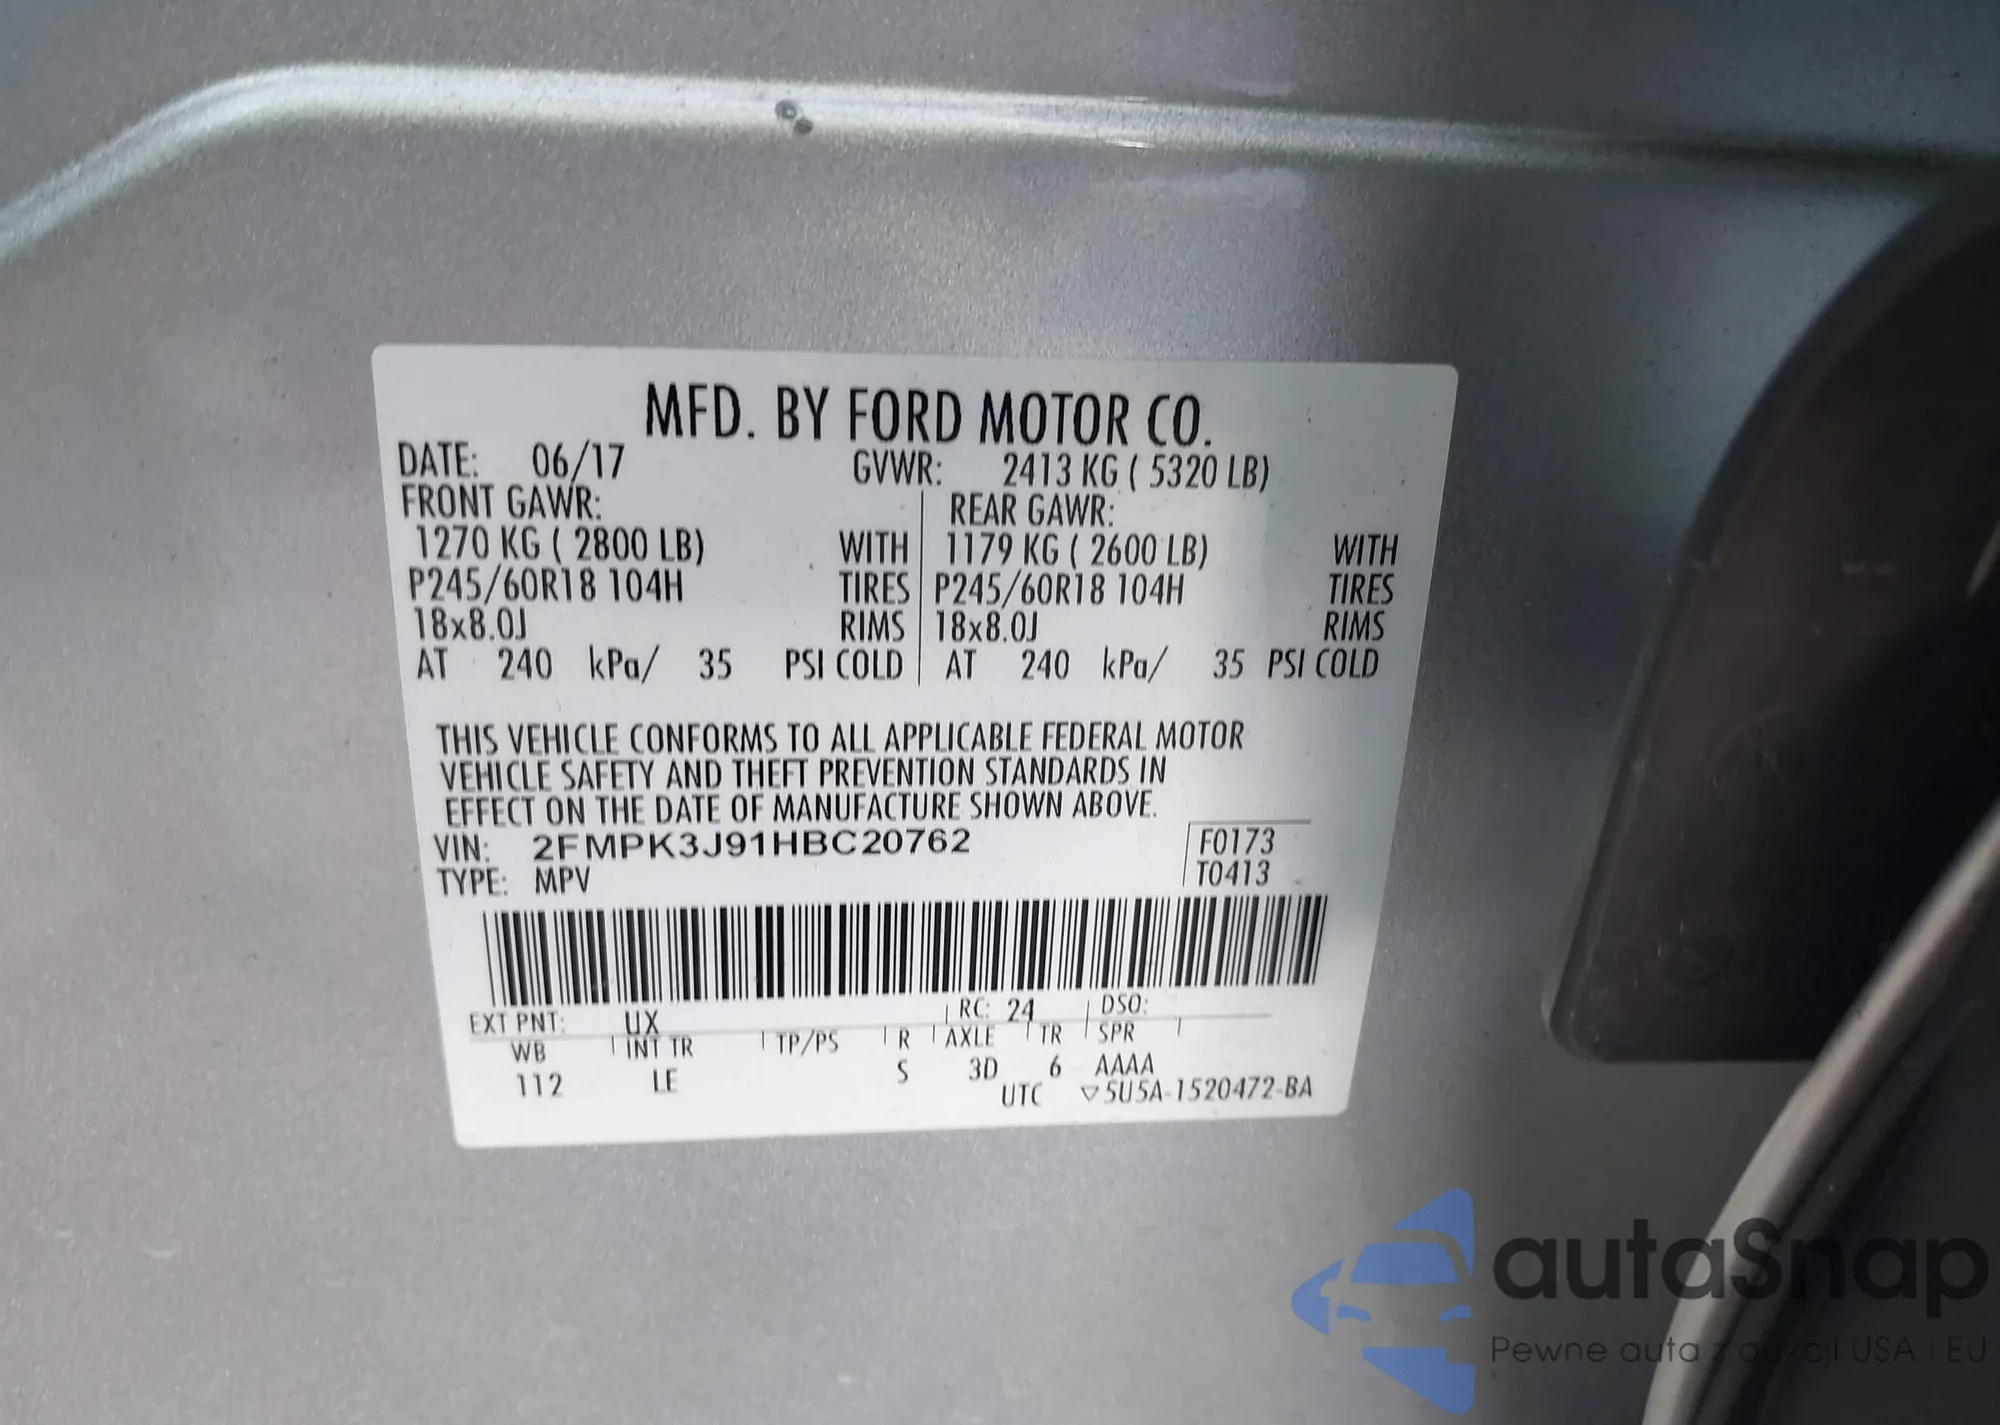 MFD. BY FORD MOTOR CO.
DATE: 06/17 GVWR: 2413 KG ( 5320 LB)
FRONT GAWR: REAR GAWR:
1270 KG ( 2800 LB) WITH 1179 KG ( 2600 LB) WITH
P245/60R18 104H TIRES P245/60R18 104H TIRES
18x8.0J RIMS 18x8.0J RIMS
AT 240 kPa/ 35 PSI COLD AT 240 kPa/ 35 PSI COLD
THIS VEHICLE CONFORMS TO ALL APPLICABLE FEDERAL MOTOR
VEHICLE SAFETY AND THEFT PREVENTION STANDARDS IN
EFFECT ON THE DATE OF MANUFACTURE SHOWN ABOVE.
VIN: 2FMPK3J91HBC20762 F0173
TYPE: MPV T0413
EXT PNT: UX RC: 24 DSO:
WB INT TR TP/PS R AXLE TR SPR
112 LE S 3D 6 AAAA
UTC ▽5U5A-1520472-BA
autaSnap
Pewne auta z aukcji USA i EU